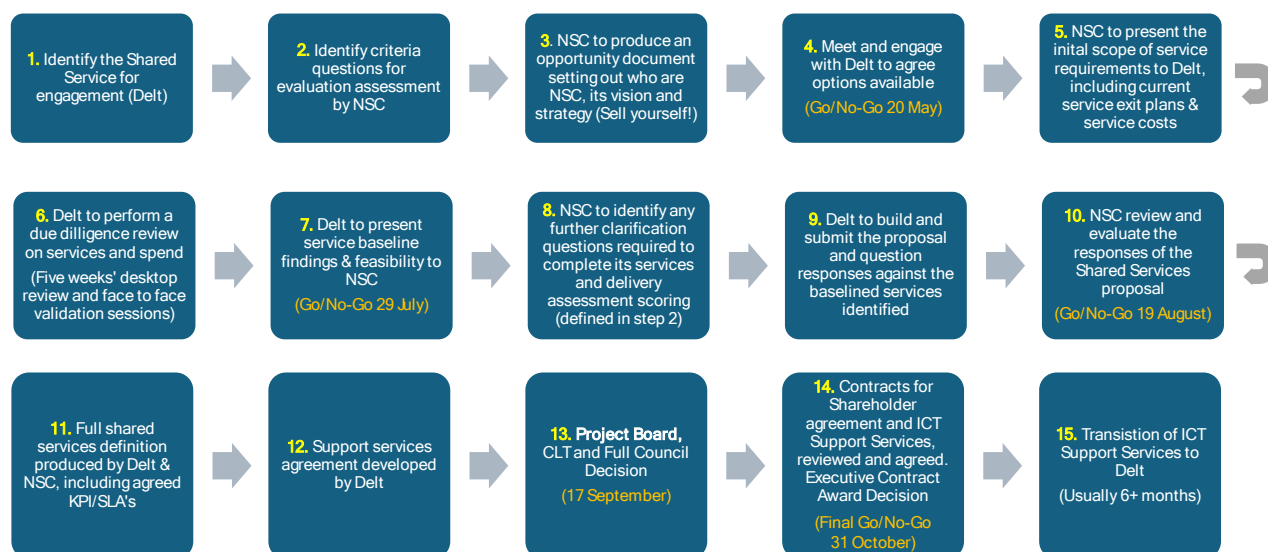 1. Identify the Shared
Service for
engagement (Delt)
2. Identify criteria
questions for
evaluation assessment
by NSC
3. NSC to produce an
opportunity document
setting out who are
NSC, its vision and
strategy (Sell yourself!)
4. Meet and engage
with Delt to agree
options available
(Go/No-Go 20 May)
5. NSC to present the
inital scope of service
requirements to Delt,
including current
service exit plans &
service costs
6. Delt to perform a
due dilligence review
on services and spend
(Five weeks' desktop
review and face to face
validation sessions)
7. Delt to present
service baseline
findings & feasibility to
NSC
(Go/No-Go 29 July)
8. NSC to identify any
further clarification
questions required to
complete its services
and delivery
assessment scoring
(defined in step 2)
9. Delt to build and
submit the proposal
and question
responses against the
baselined services
identified
10. NSC review and
evaluate the
responses of the
Shared Services
proposal
(Go/No-Go 19 August)
11. Full shared
services definition
produced by Delt &
NSC, including agreed
KPI/SLA's
12. Support services
agreement developed
by Delt
13. Project Board,
CLT and Full Council
Decision
(17 September)
14. Contracts for
Shareholder
agreement and ICT
Support Services,
reviewed and agreed.
Executive Contract
Award Decision
(Final Go/No-Go
31 October)
15. Transistion of ICT
Support Services to
Delt
(Usually 6+ months)